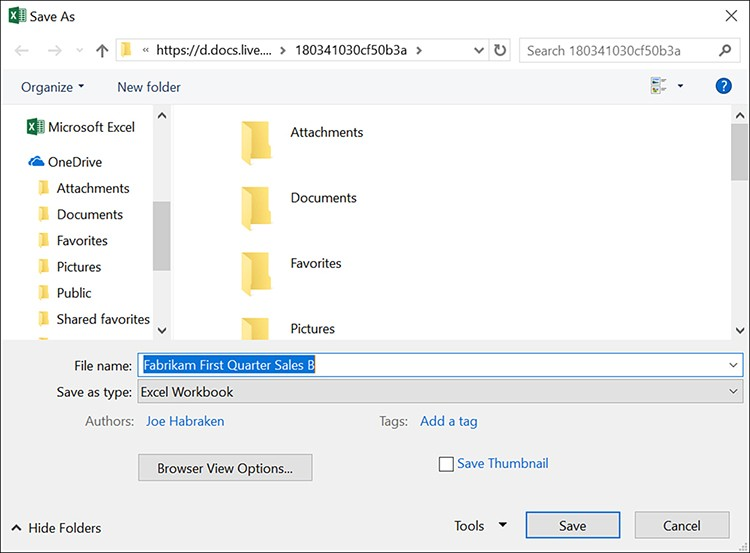 Save As
« https://d.docs.live.... > 180341030cf50b3a >
Search 180341030cf50b3a
Organize
New folder
?
Microsoft Excel
OneDrive
Attachments
Documents
Favorites
Pictures
Public
Shared favorites
Attachments
Documents
Favorites
Pictures
File name: Fabrikam First Quarter Sales B
Save as type: Excel Workbook
Authors: Joe Habraken
Tags: Add a tag
Browser View Options...
Save Thumbnail
Hide Folders
Tools
Save
Cancel